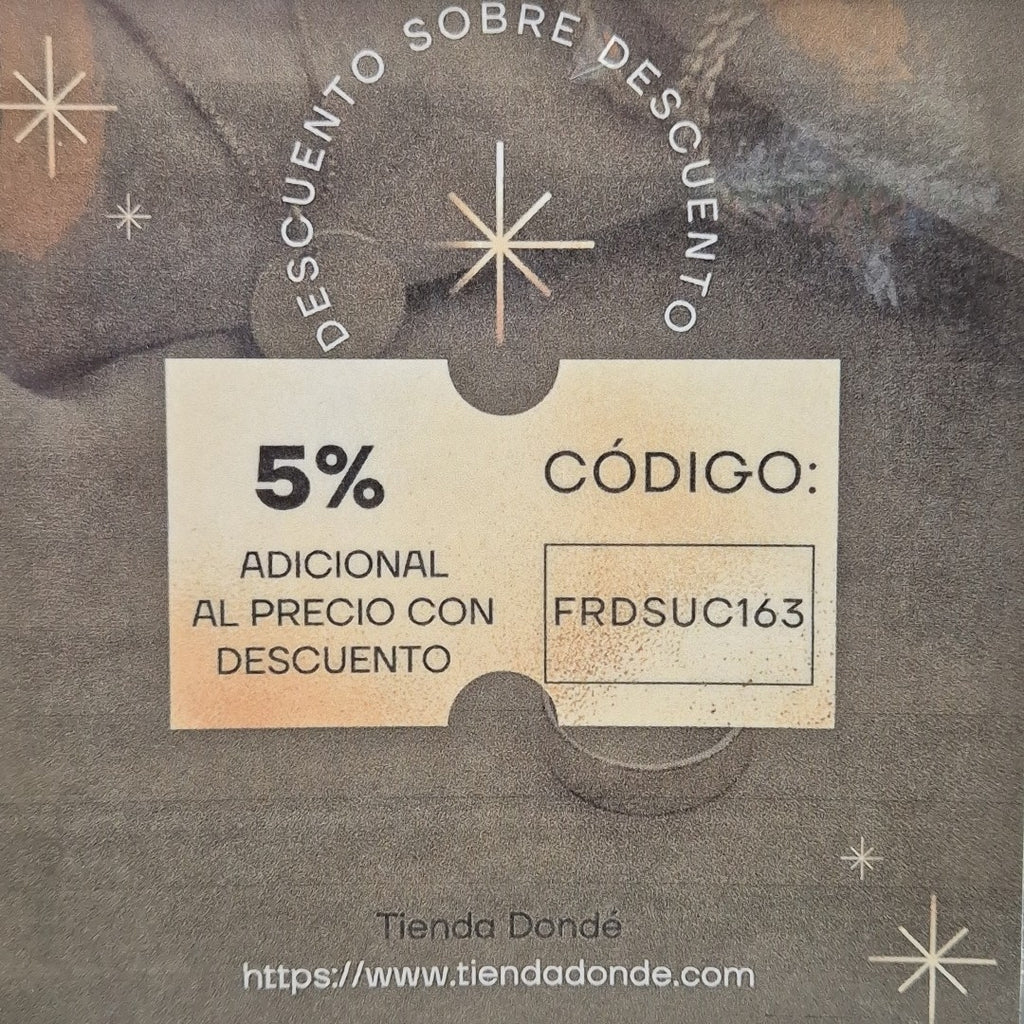 DESCUENTO SOBRE DESCUENTO
5%
ADICIONAL
AL PRECIO CON
DESCUENTO
CÓDIGO:
FRDSUC163
Tienda Dondé
https://www.tiendadonde.com